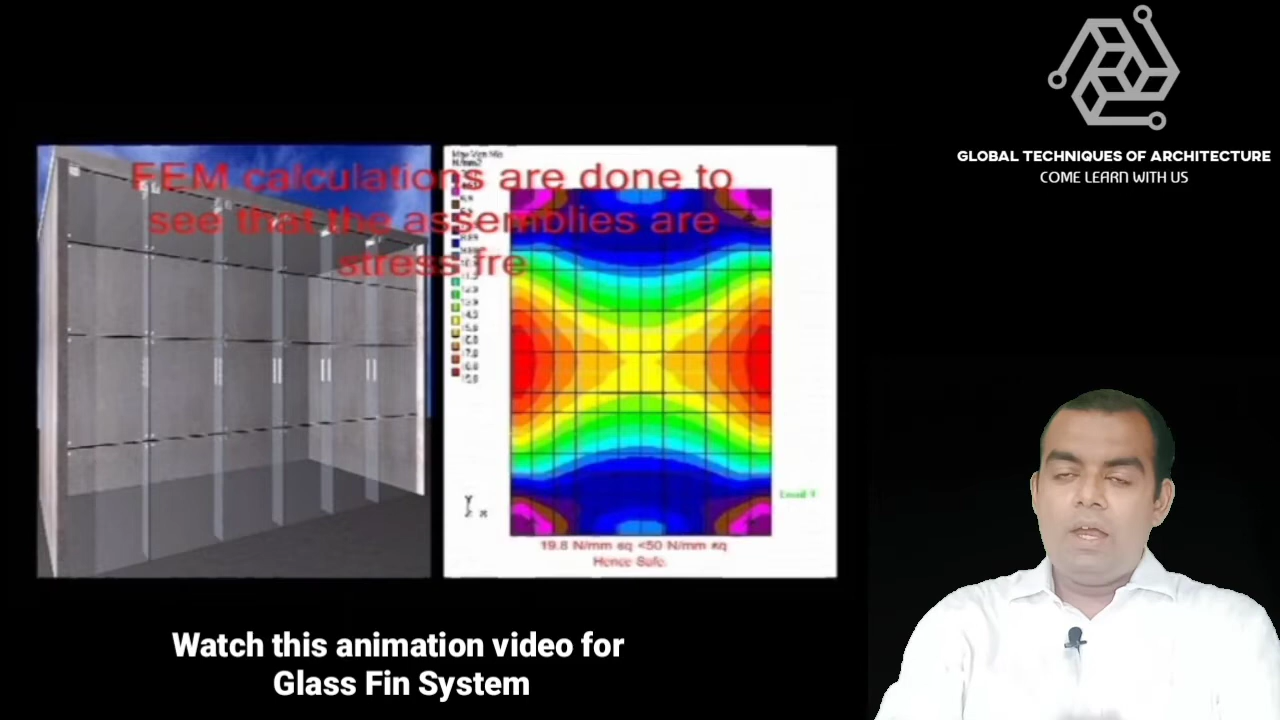 GLOBAL TECHNIQUES OF ARCHITECTURE
COME LEARN WITH US
FEM calculations are done to
see that the assemblies are
stress fre
19.8 N/mm sq <50 N/mm sq
Hence Safe.
Watch this animation video for
Glass Fin System